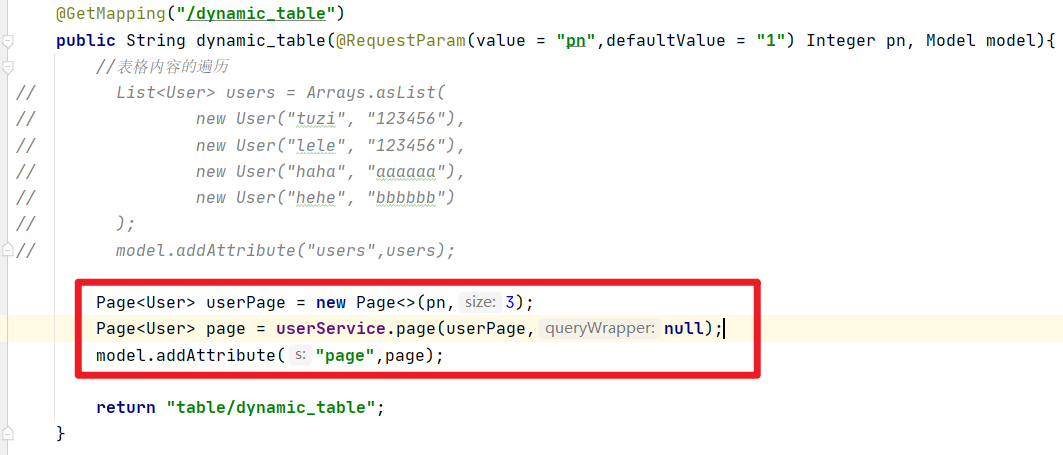 @GetMapping("/dynamic_table")
public String dynamic_table(@RequestParam(value = "pn",defaultValue = "1") Integer pn, Model model){
//表格内容的遍历
// List<User> users = Arrays.asList(
// new User("tuzi", "123456"),
// new User("lele", "123456"),
// new User("haha", "aaaaaa"),
// new User("hehe", "bbbbbb")
// );
// model.addAttribute("users",users);
Page<User> userPage = new Page<>(pn, size: 3);
Page<User> page = userService.page(userPage, queryWrapper: null);
model.addAttribute( s: "page",page);
return "table/dynamic_table";
}